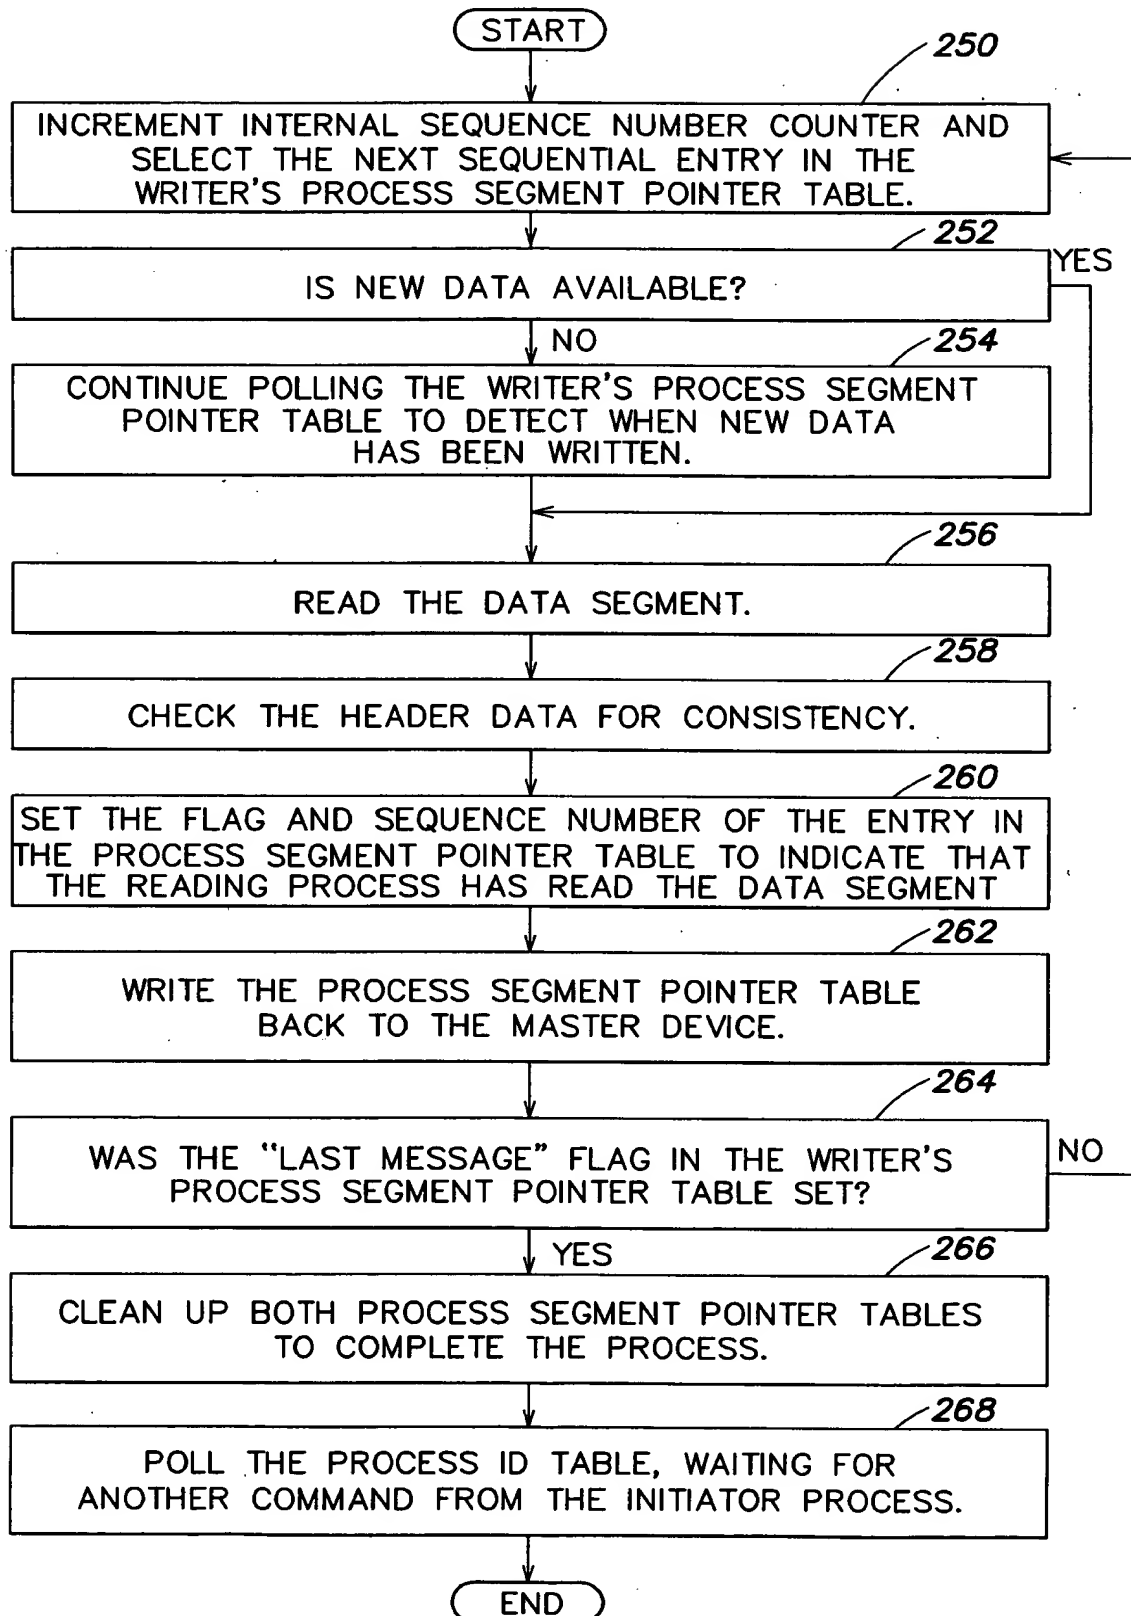 START
250
INCREMENT INTERNAL SEQUENCE NUMBER COUNTER AND
SELECT THE NEXT SEQUENTIAL ENTRY IN THE
WRITER'S PROCESS SEGMENT POINTER TABLE.
252
IS NEW DATA AVAILABLE?
YES
NO
254
CONTINUE POLLING THE WRITER'S PROCESS SEGMENT
POINTER TABLE TO DETECT WHEN NEW DATA
HAS BEEN WRITTEN.
256
READ THE DATA SEGMENT.
258
CHECK THE HEADER DATA FOR CONSISTENCY.
260
SET THE FLAG AND SEQUENCE NUMBER OF THE ENTRY IN
THE PROCESS SEGMENT POINTER TABLE TO INDICATE THAT
THE READING PROCESS HAS READ THE DATA SEGMENT
262
WRITE THE PROCESS SEGMENT POINTER TABLE
BACK TO THE MASTER DEVICE.
264
WAS THE “LAST MESSAGE” FLAG IN THE WRITER'S
PROCESS SEGMENT POINTER TABLE SET?
NO
YES
266
CLEAN UP BOTH PROCESS SEGMENT POINTER TABLES
TO COMPLETE THE PROCESS.
268
POLL THE PROCESS ID TABLE, WAITING FOR
ANOTHER COMMAND FROM THE INITIATOR PROCESS.
END